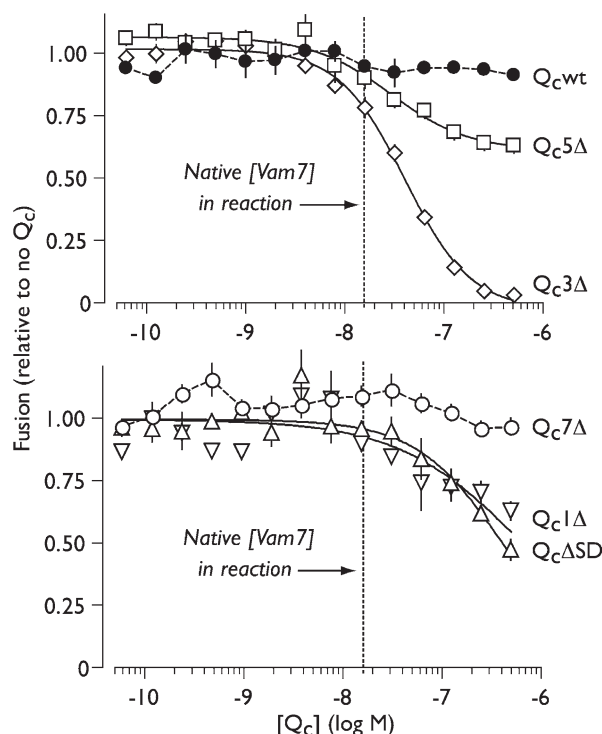 Fusion (relative to no Qc)
1.00
0.75
0.50
0.25
0
Qcwt
Qc5Δ
Qc3Δ
Native [Vam7]
in reaction
-10
-9
-8
-7
-6
1.00
0.75
0.50
0.25
0
Qc7Δ
Qc1Δ
QcΔSD
Native [Vam7]
in reaction
-10
-9
-8
-7
-6
[Qc] (log M)